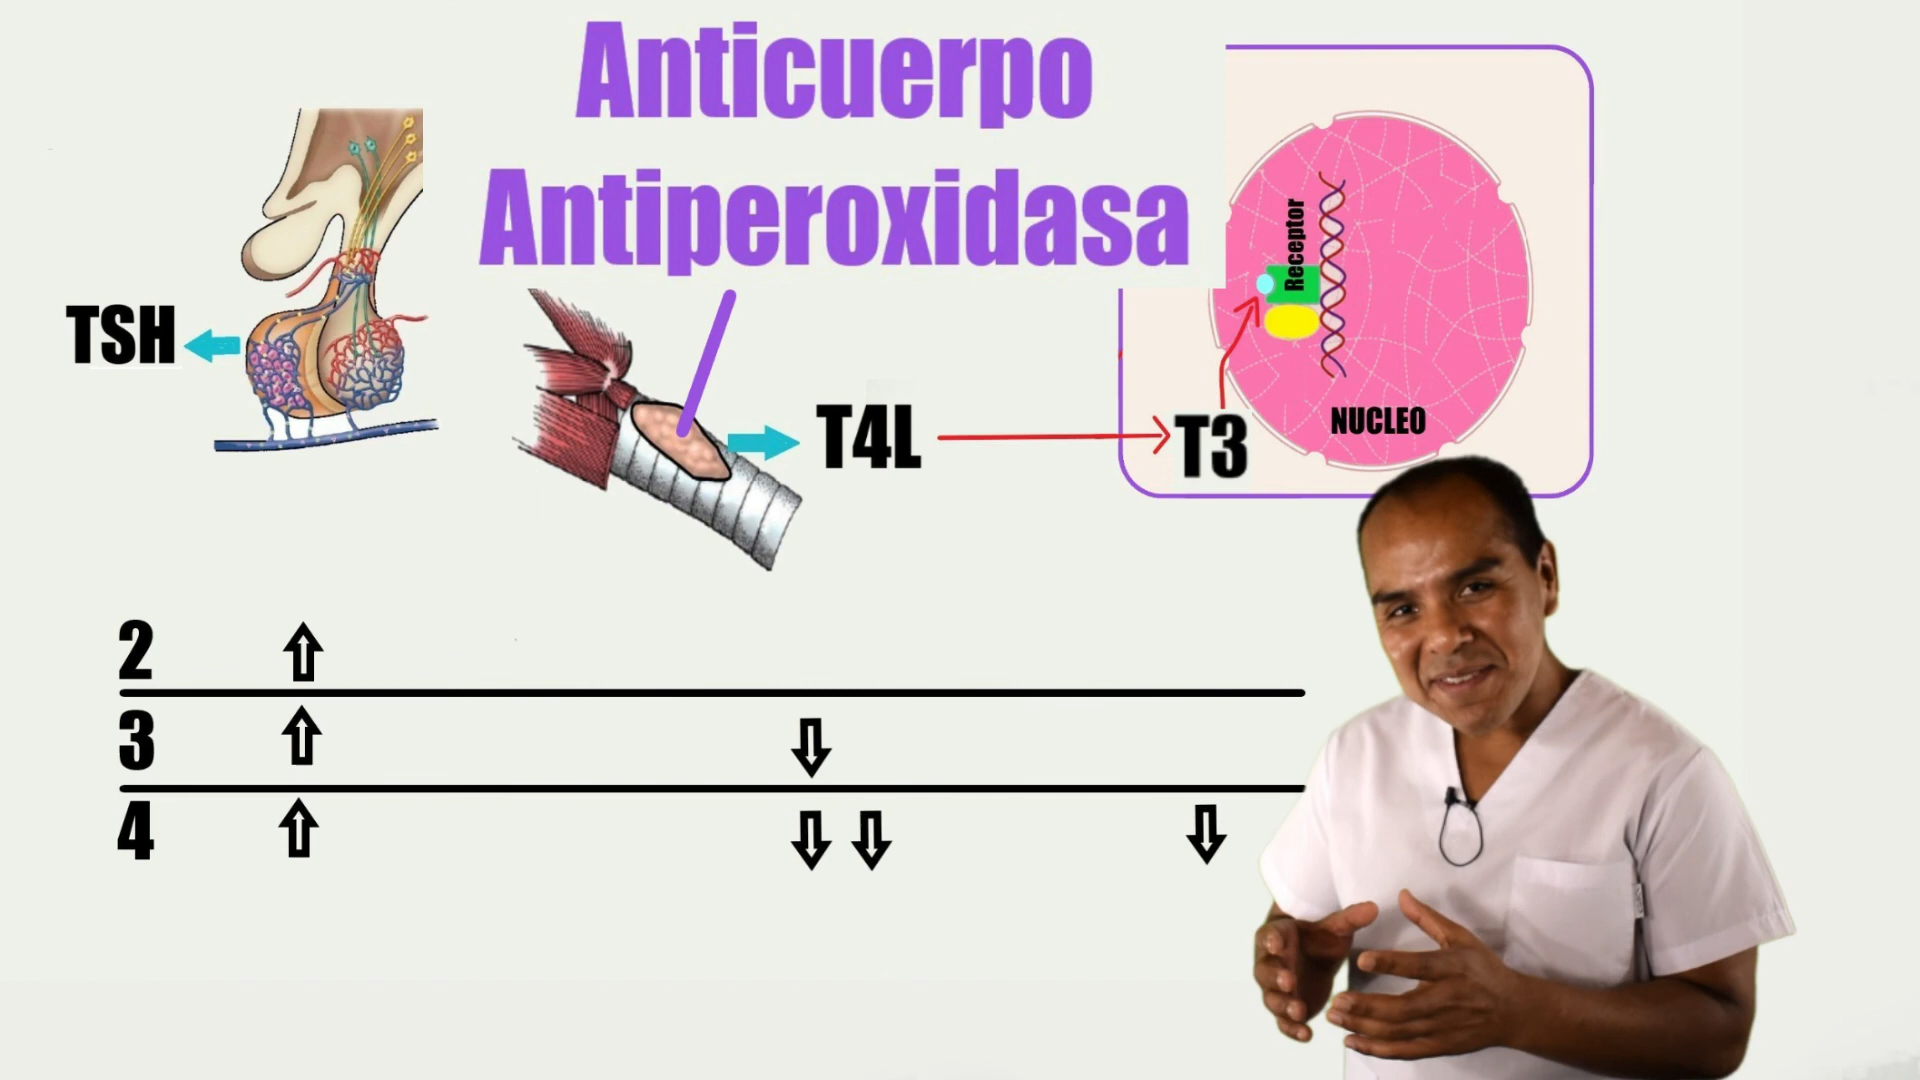 Anticuerpo
Antiperoxidasa
Receptor
TSH
T4L
T3
NUCLEO
2
3
4